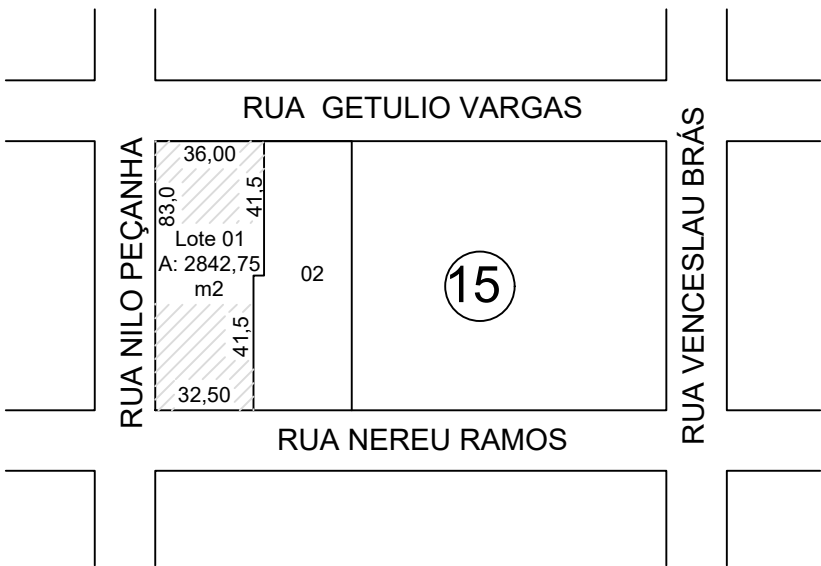 RUA GETULIO VARGAS
RUA NILO PEÇANHA
36,00
83,0
41,5
Lote 01
A: 2842,75
m2
41,5
32,50
02
15
RUA VENCESLAU BRÁS
RUA NEREU RAMOS